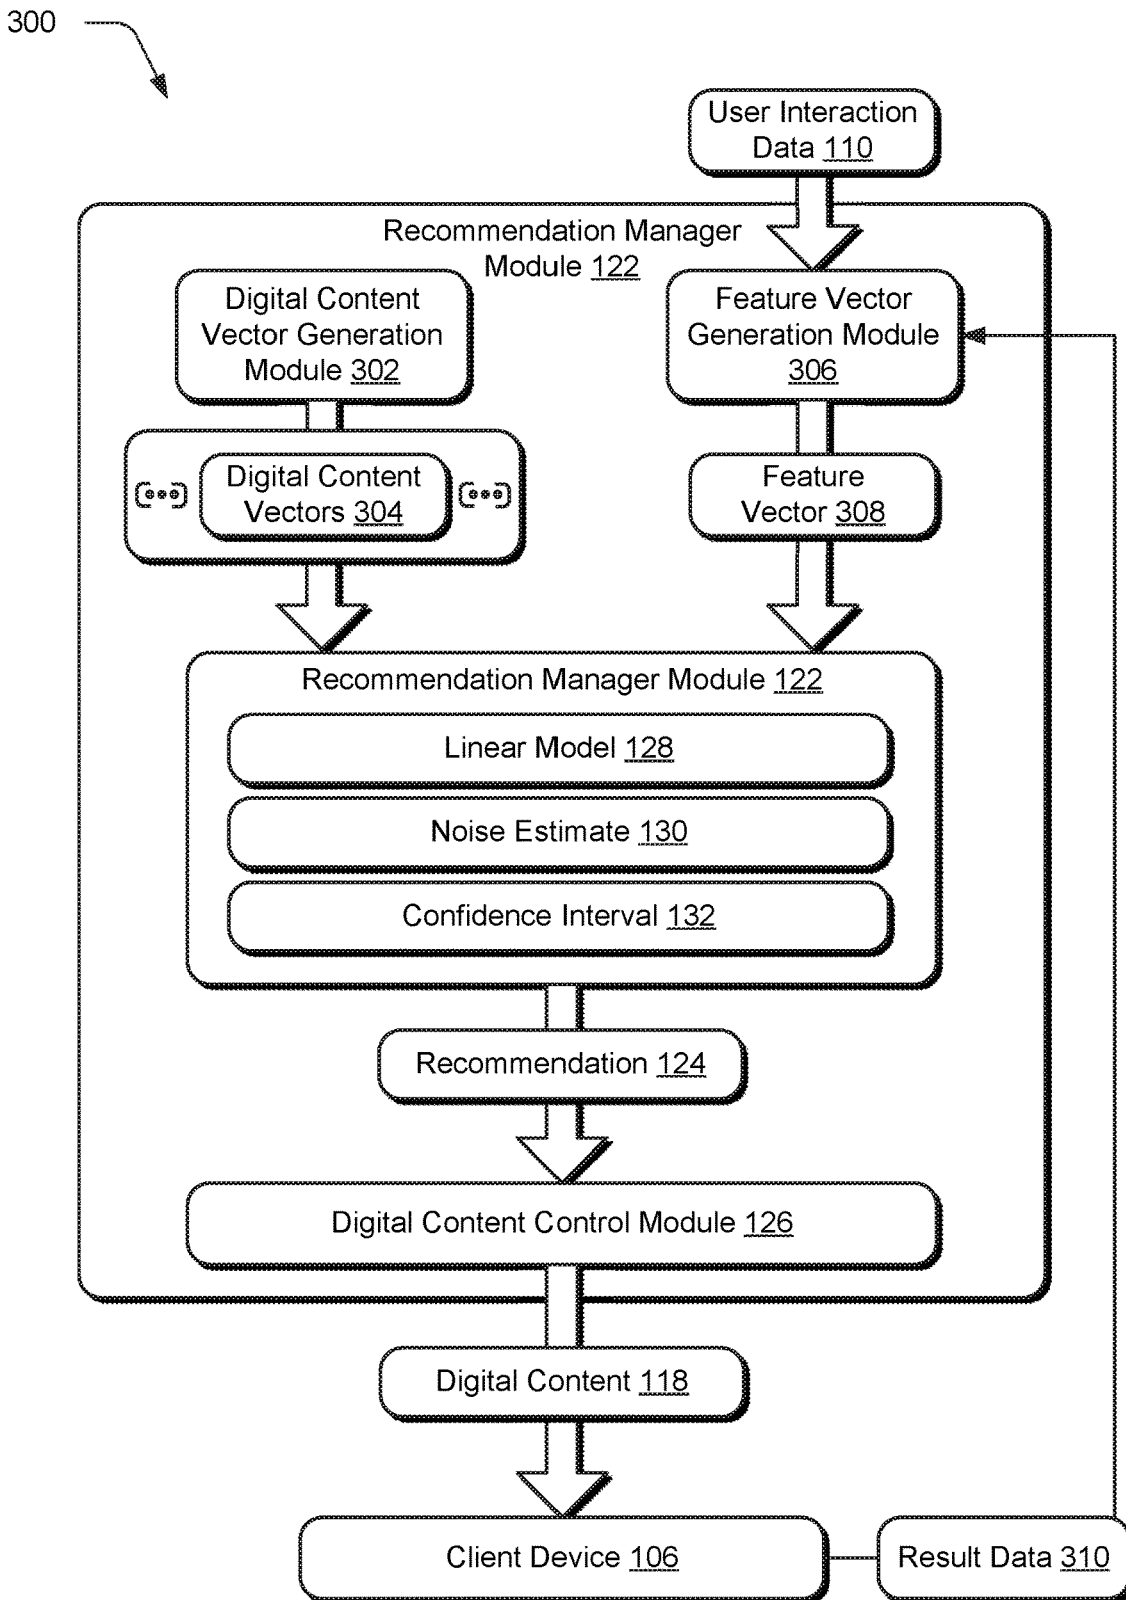 300
User Interaction
Data 110
Recommendation Manager
Module 122
Digital Content
Vector Generation
Module 302
Feature Vector
Generation Module
306
Digital Content
Vectors 304
Feature
Vector 308
Recommendation Manager Module 122
Linear Model 128
Noise Estimate 130
Confidence Interval 132
Recommendation 124
Digital Content Control Module 126
Digital Content 118
Client Device 106
Result Data 310